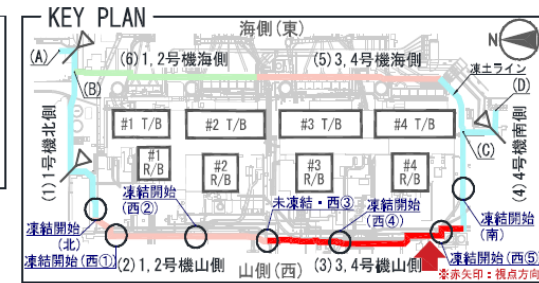 KEY PLAN
海側(東)
N
(A)
(B)
(6)1,2号機海側
(5)3,4号機海側
凍土ライン
(D)
(C)
(1)1号機北側
(4)4号機南側
#1 T/B
#2 T/B
#3 T/B
#4 T/B
#1
R/B
#2
R/B
#3
R/B
#4
R/B
凍結開始
(西②)
未凍結・西③
凍結開始
(西④)
凍結開始
(北)
凍結開始
(南)
凍結開始(西①)
(2)1,2号機山側
山側(西)
(3)3,4号機山側
凍結開始(西⑤)
※赤矢印:視点方向